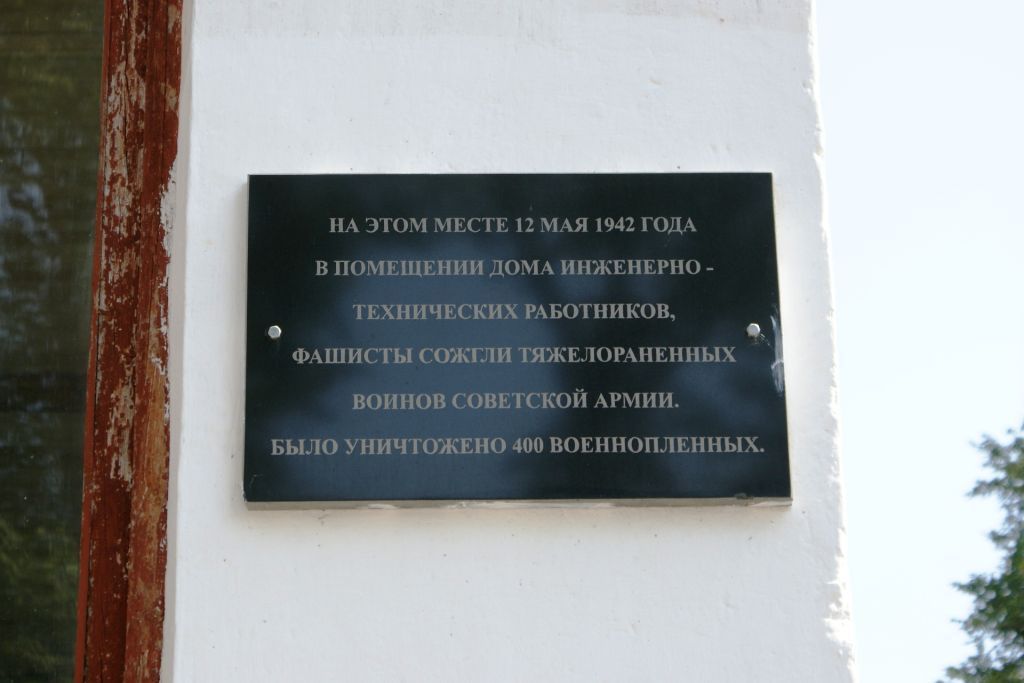 НА ЭТОМ МЕСТЕ 12 МАЯ 1942 ГОДА
В ПОМЕЩЕНИИ ДОМА ИНЖЕНЕРНО -
ТЕХНИЧЕСКИХ РАБОТНИКОВ,
ФАШИСТЫ СОЖГЛИ ТЯЖЕЛОРАНЕННЫХ
ВОИНОВ СОВЕТСКОЙ АРМИИ.
БЫЛО УНИЧТОЖЕНО 400 ВОЕННОПЛЕННЫХ.